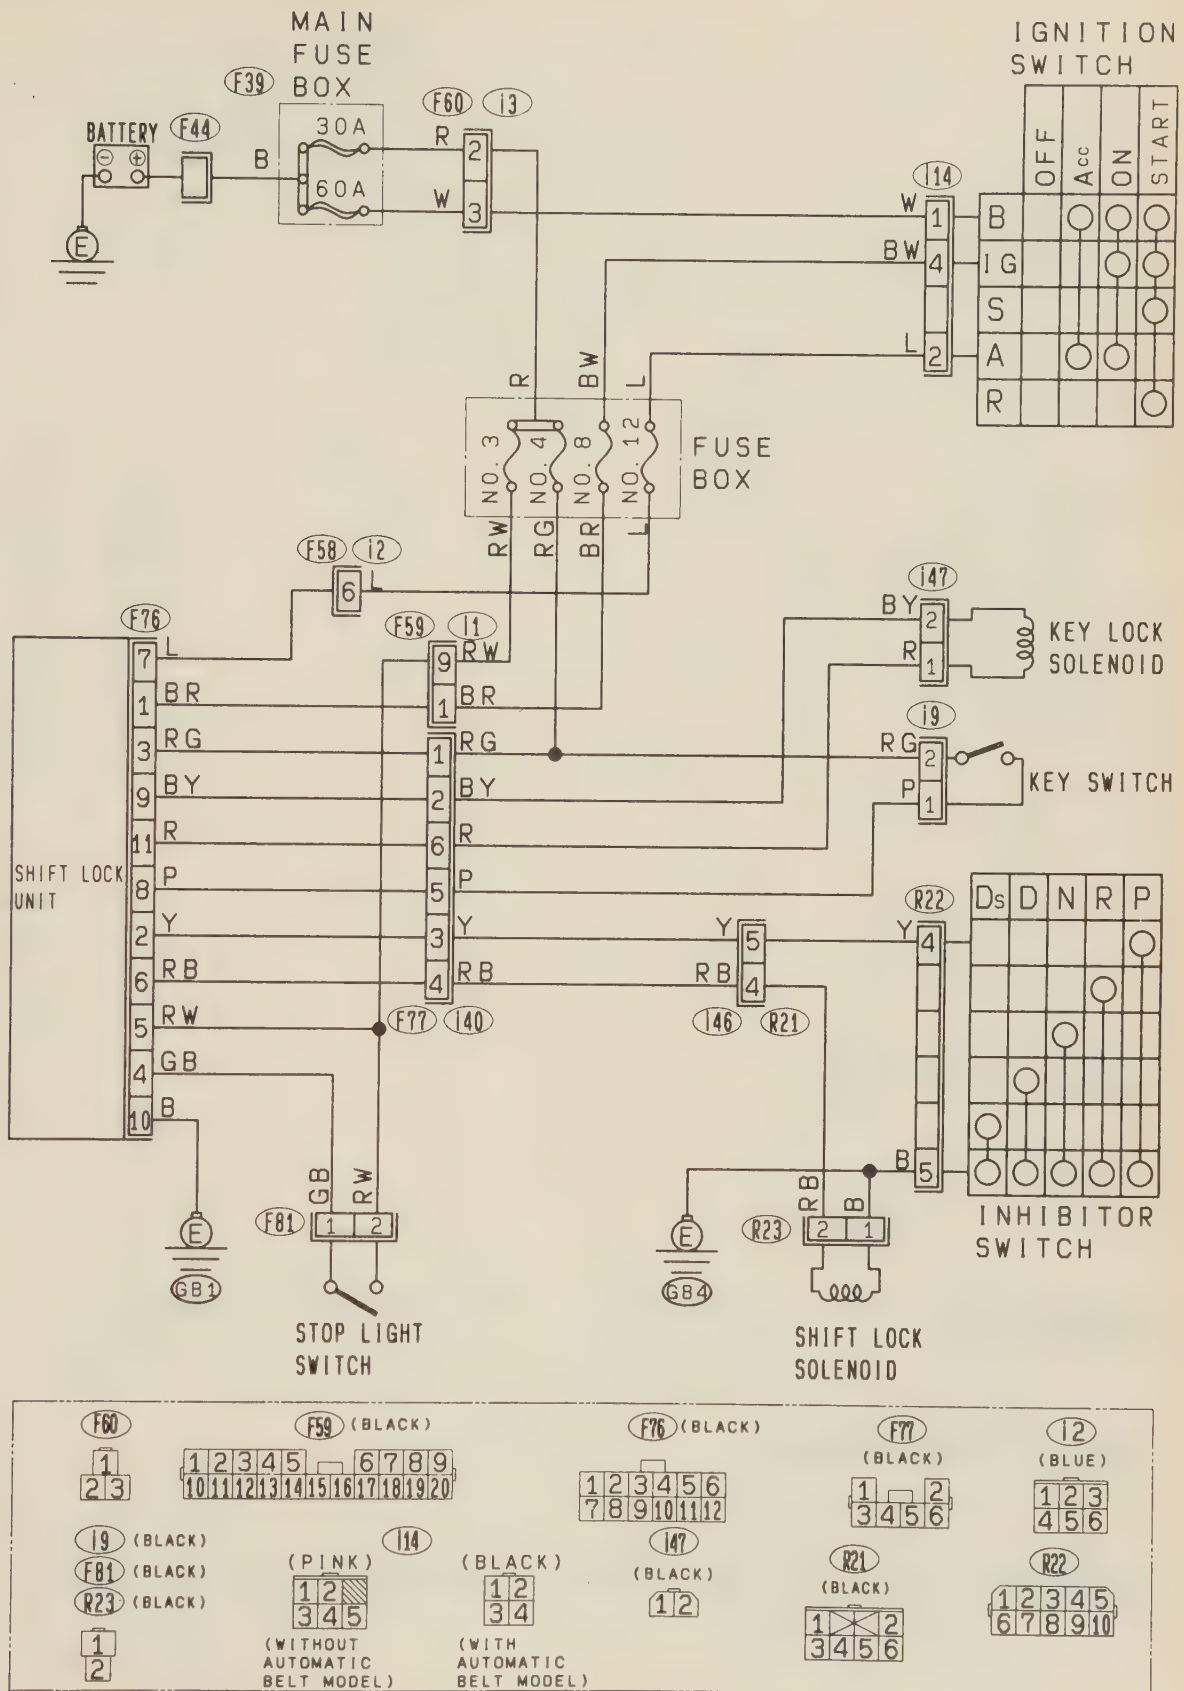 MAIN
FUSE
BOX
IGNITION
SWITCH
F39
F60 i3
BATTERY
F44
30A
R
2
B
60A
W
3
E
OFF
Acc
ON
START
i14
W
1
B
BW
4
IG
S
L
2
A
R
R
BW
L
NO. 3
NO. 4
NO. 8
NO. 12
FUSE
BOX
RW
RG
BR
L
F58 i2
6
L
i47
BY
2
R
1
KEY LOCK
SOLENOID
F76
F59 i1
7
L
9
RW
1
BR
1
BR
i9
RG
2
P
1
KEY SWITCH
3
RG
1
RG
9
BY
2
BY
11
R
6
R
SHIFT LOCK
UNIT
8
P
5
P
2
Y
3
Y
Y
5
Y
4
6
RB
4
RB
RB
4
5
RW
F77 i40
i46 R21
4
GB
10
B
R22
Ds D N R P
B
5
GB
RW
F81
1 2
E
GB1
STOP LIGHT
SWITCH
E
GB4
RB
B
R23
2 1
SHIFT LOCK
SOLENOID
INHIBITOR
SWITCH
F60
1
2 3
F59 (BLACK)
1 2 3 4 5 6 7 8 9
10 11 12 13 14 15 16 17 18 19 20
F76 (BLACK)
1 2 3 4 5 6
7 8 9 10 11 12
F77
(BLACK)
1 2
3 4 5 6
i2
(BLUE)
1 2 3
4 5 6
i9 (BLACK)
F81 (BLACK)
R23 (BLACK)
1
2
i14
(PINK)
1 2
3 4 5
(WITHOUT
AUTOMATIC
BELT MODEL)
(BLACK)
1 2
3 4
(WITH
AUTOMATIC
BELT MODEL)
i47
(BLACK)
1 2
R21
(BLACK)
1 2
3 4 5 6
R22
1 2 3 4 5
6 7 8 9 10